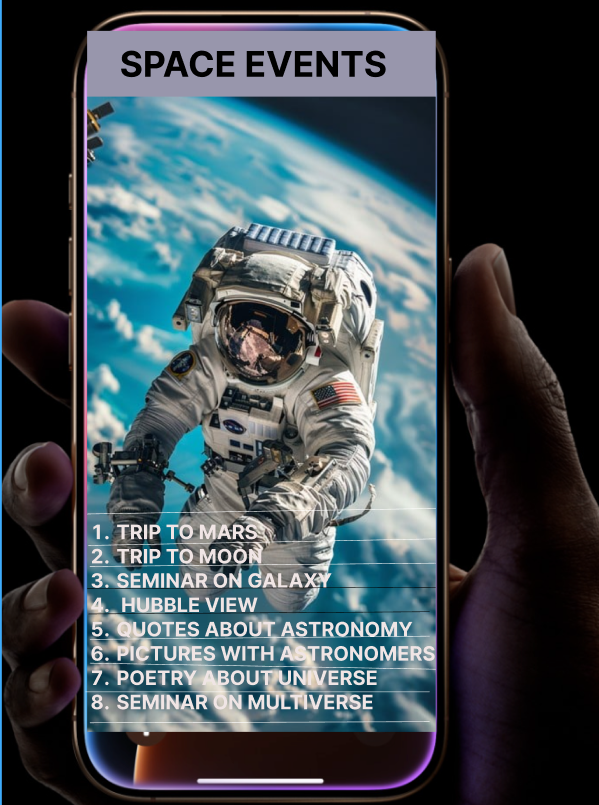 SPACE EVENTS
1. TRIP TO MARS
2. TRIP TO MOON
3. SEMINAR ON GALAXY
4. HUBBLE VIEW
5. QUOTES ABOUT ASTRONOMY
6. PICTURES WITH ASTRONOMERS
7. POETRY ABOUT UNIVERSE
8. SEMINAR ON MULTIVERSE